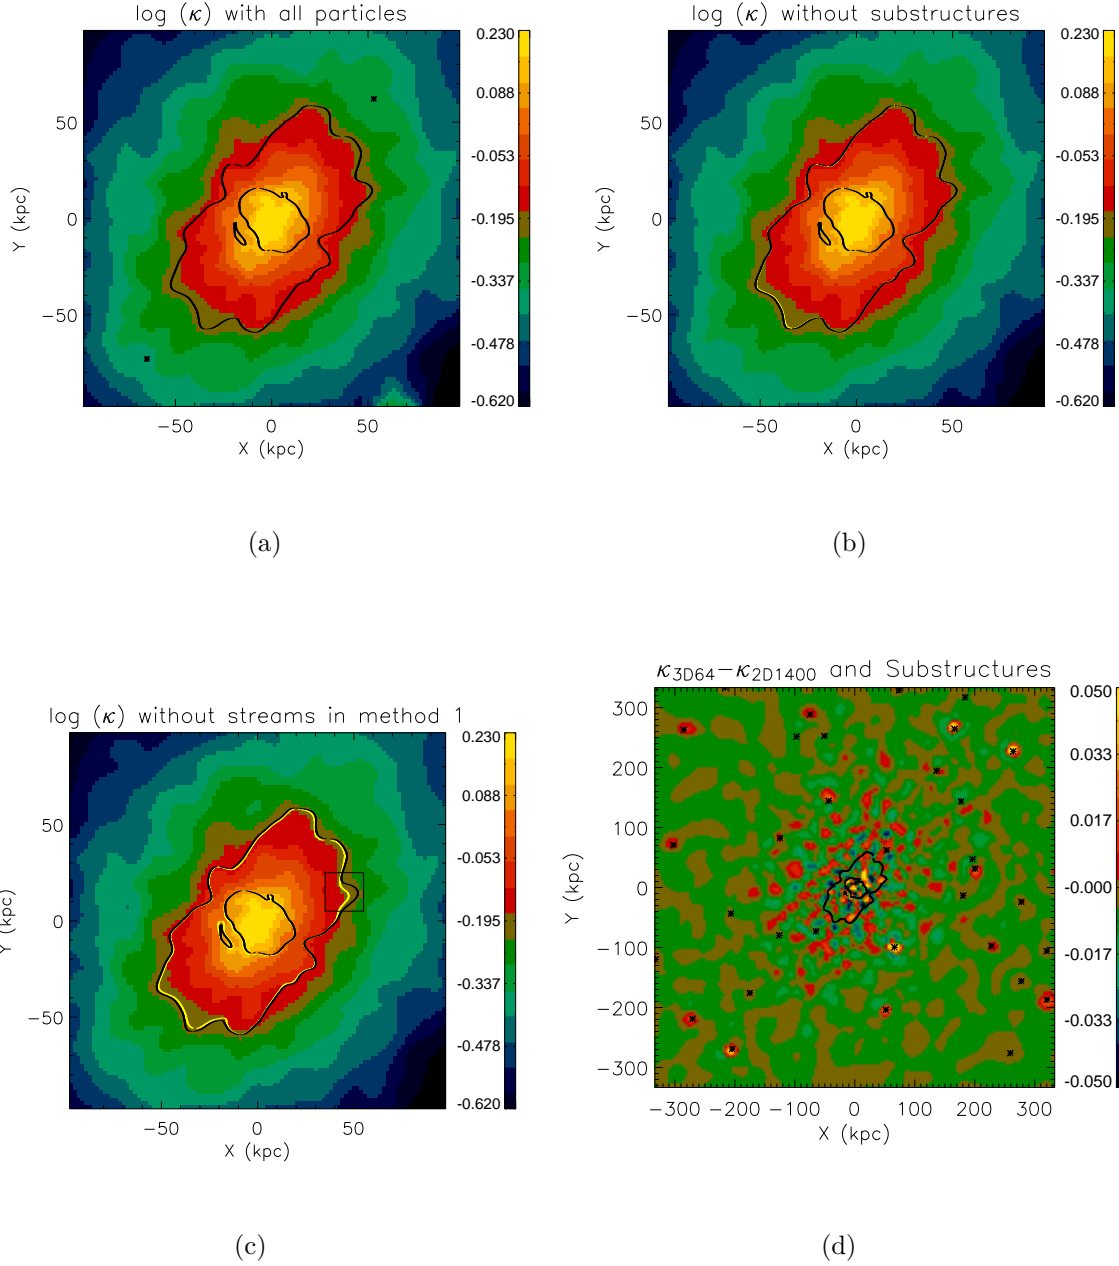 log (κ) with all particles
0.230
0.088
-0.053
-0.195
-0.337
-0.478
-0.620
50
0
−50
Y (kpc)
−50 0 50
X (kpc)
(a)
log (κ) without substructures
0.230
0.088
-0.053
-0.195
-0.337
-0.478
-0.620
50
0
−50
Y (kpc)
−50 0 50
X (kpc)
(b)
log (κ) without streams in method 1
0.230
0.088
-0.053
-0.195
-0.337
-0.478
-0.620
50
0
−50
Y (kpc)
−50 0 50
X (kpc)
(c)
κ3D64−κ2D1400 and Substructures
0.050
0.033
0.017
-0.000
-0.017
-0.033
-0.050
300
200
100
0
−100
−200
−300
Y (kpc)
−300 −200 −100 0 100 200 300
X (kpc)
(d)